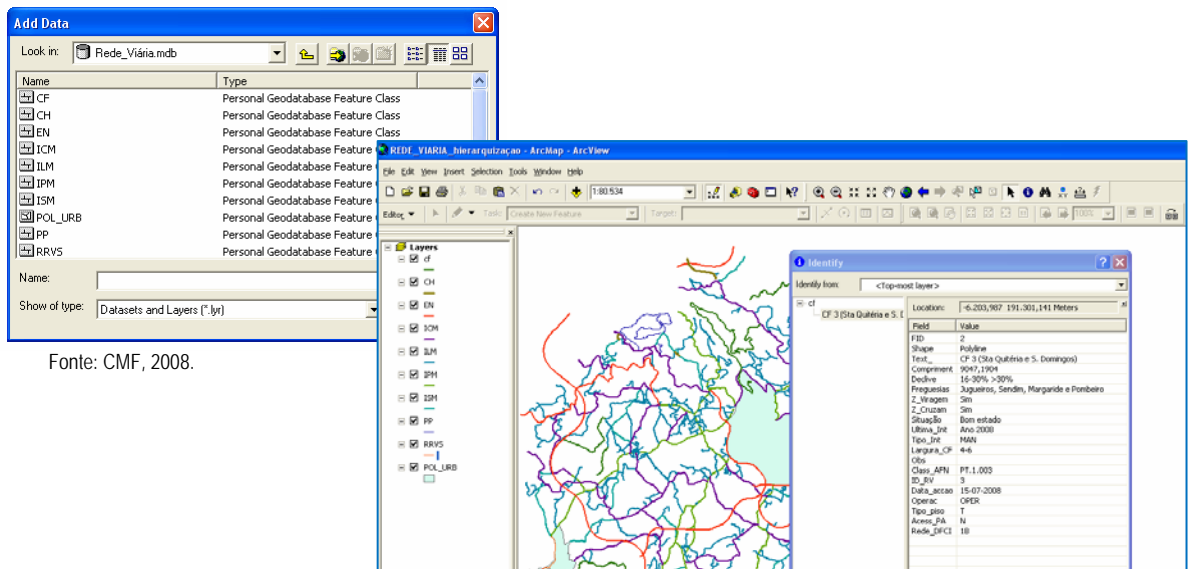 Add Data
Look in: Rede_Viária.mdb
Name Type
CF Personal Geodatabase Feature Class
CH Personal Geodatabase Feature Class
EN Personal Geodatabase Feature Class
ICM Personal Geodatabase Feature
ILM Personal Geodatabase Feature
IPM Personal Geodatabase Feature
ISM Personal Geodatabase Feature
POL_URB Personal Geodatabase Feature
PP Personal Geodatabase Feature
RRVS Personal Geodatabase Feature
Name:
Show of type: Datasets and Layers (*.lyr)
Fonte: CMF, 2008.
REDE_VIARIA_hierarquizaçao - ArcMap - ArcView
File Edit View Insert Selection Tools Window Help
1:80.534
Editor Task: Create New Feature Target: 100%
Layers
cf
CH
EN
ICM
ILM
IPM
ISM
PP
RRVS
POL_URB
Identify
Identify from: <Top-most layer>
cf
CF 3 (Sta Quitéria e S. D
Location: -6.203,987 191.301,141 Meters
Field Value
FID 2
Shape Polyline
Text_ CF 3 (Sta Quitéria e S. Domingos)
Compriment 9047,1904
Declive 16-30% >30%
Freguesias Jugueiros, Sendim, Margaride e Pombeiro
Z_Viragem Sim
Z_Cruzam Sim
Situação Bom estado
Ultima_Int Ano 2008
Tipo_Int MAN
Largura_CF 4-6
Obs
Class_AFN PT.1.003
ID_RV 3
Data_accao 15-07-2008
Operac OPER
Tipo_piso T
Acess_PA N
Rede_DFCI 1B